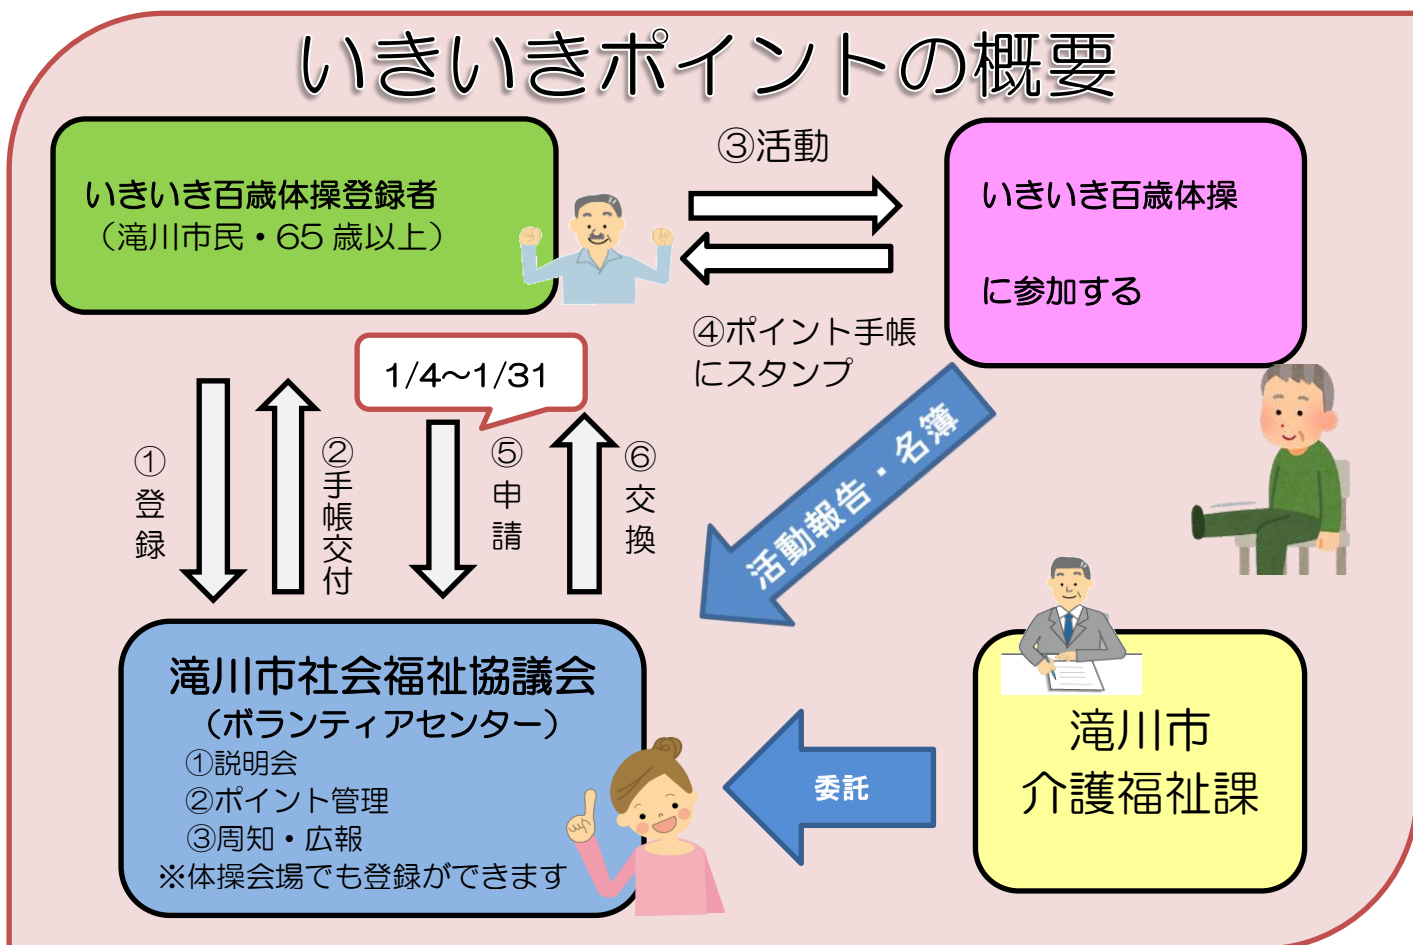 いきいきポイントの概要
いきいき百歳体操登録者
（滝川市民・65歳以上）
③活動
いきいき百歳体操
に参加する
④ポイント手帳
にスタンプ
1/4～1/31
①登録
②手帳交付
⑤申請
⑥交換
活動報告・名簿
滝川市社会福祉協議会
（ボランティアセンター）
①説明会
②ポイント管理
③周知・広報
※体操会場でも登録ができます
委託
滝川市
介護福祉課